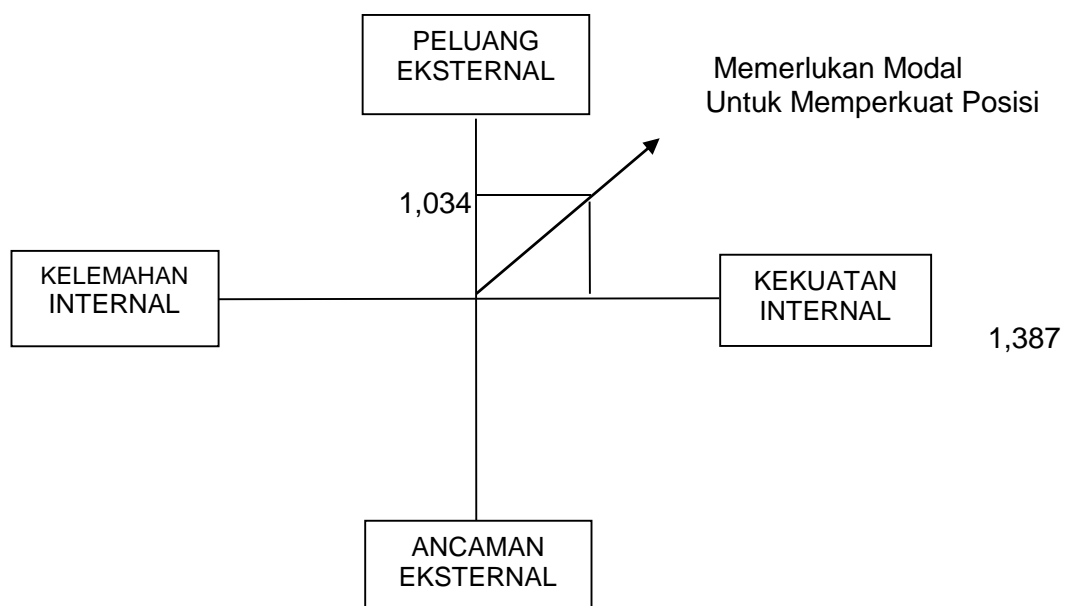 PELUANG
EKSTERNAL
Memerlukan Modal
Untuk Memperkuat Posisi
1,034
KELEMAHAN
INTERNAL
KEKUATAN
INTERNAL
1,387
ANCAMAN
EKSTERNAL